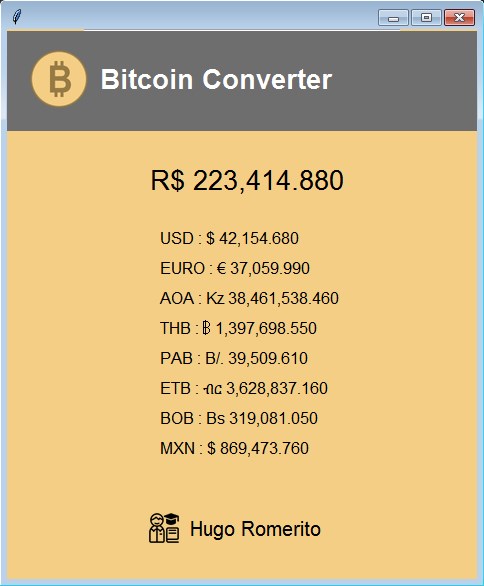 Bitcoin Converter
R$ 223,414.880
USD : $ 42,154.680
EURO : € 37,059.990
AOA : Kz 38,461,538.460
THB : ฿ 1,397,698.550
PAB : B/. 39,509.610
ETB : ብር 3,628,837.160
BOB : Bs 319,081.050
MXN : $ 869,473.760
Hugo Romerito